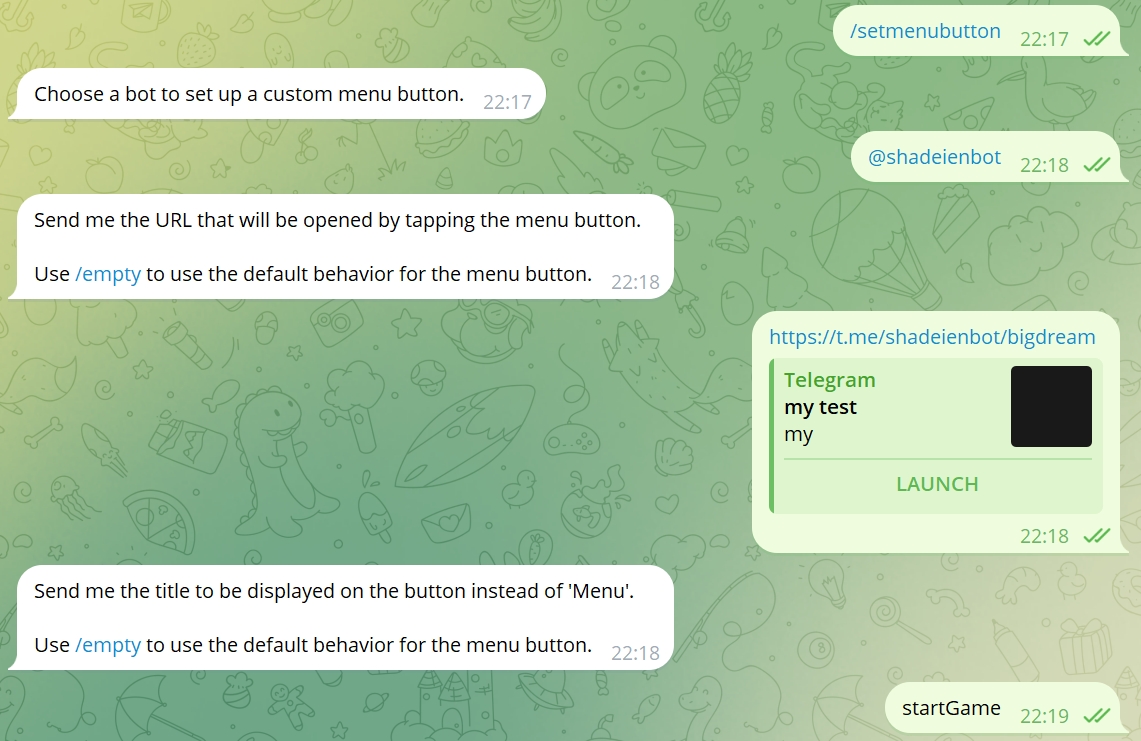 /setmenubutton 22:17
Choose a bot to set up a custom menu button. 22:17
@shadeienbot 22:18
Send me the URL that will be opened by tapping the menu button.
Use /empty to use the default behavior for the menu button. 22:18
https://t.me/shadeienbot/bigdream
Telegram
my test
my
LAUNCH
22:18
Send me the title to be displayed on the button instead of 'Menu'.
Use /empty to use the default behavior for the menu button. 22:18
startGame 22:19